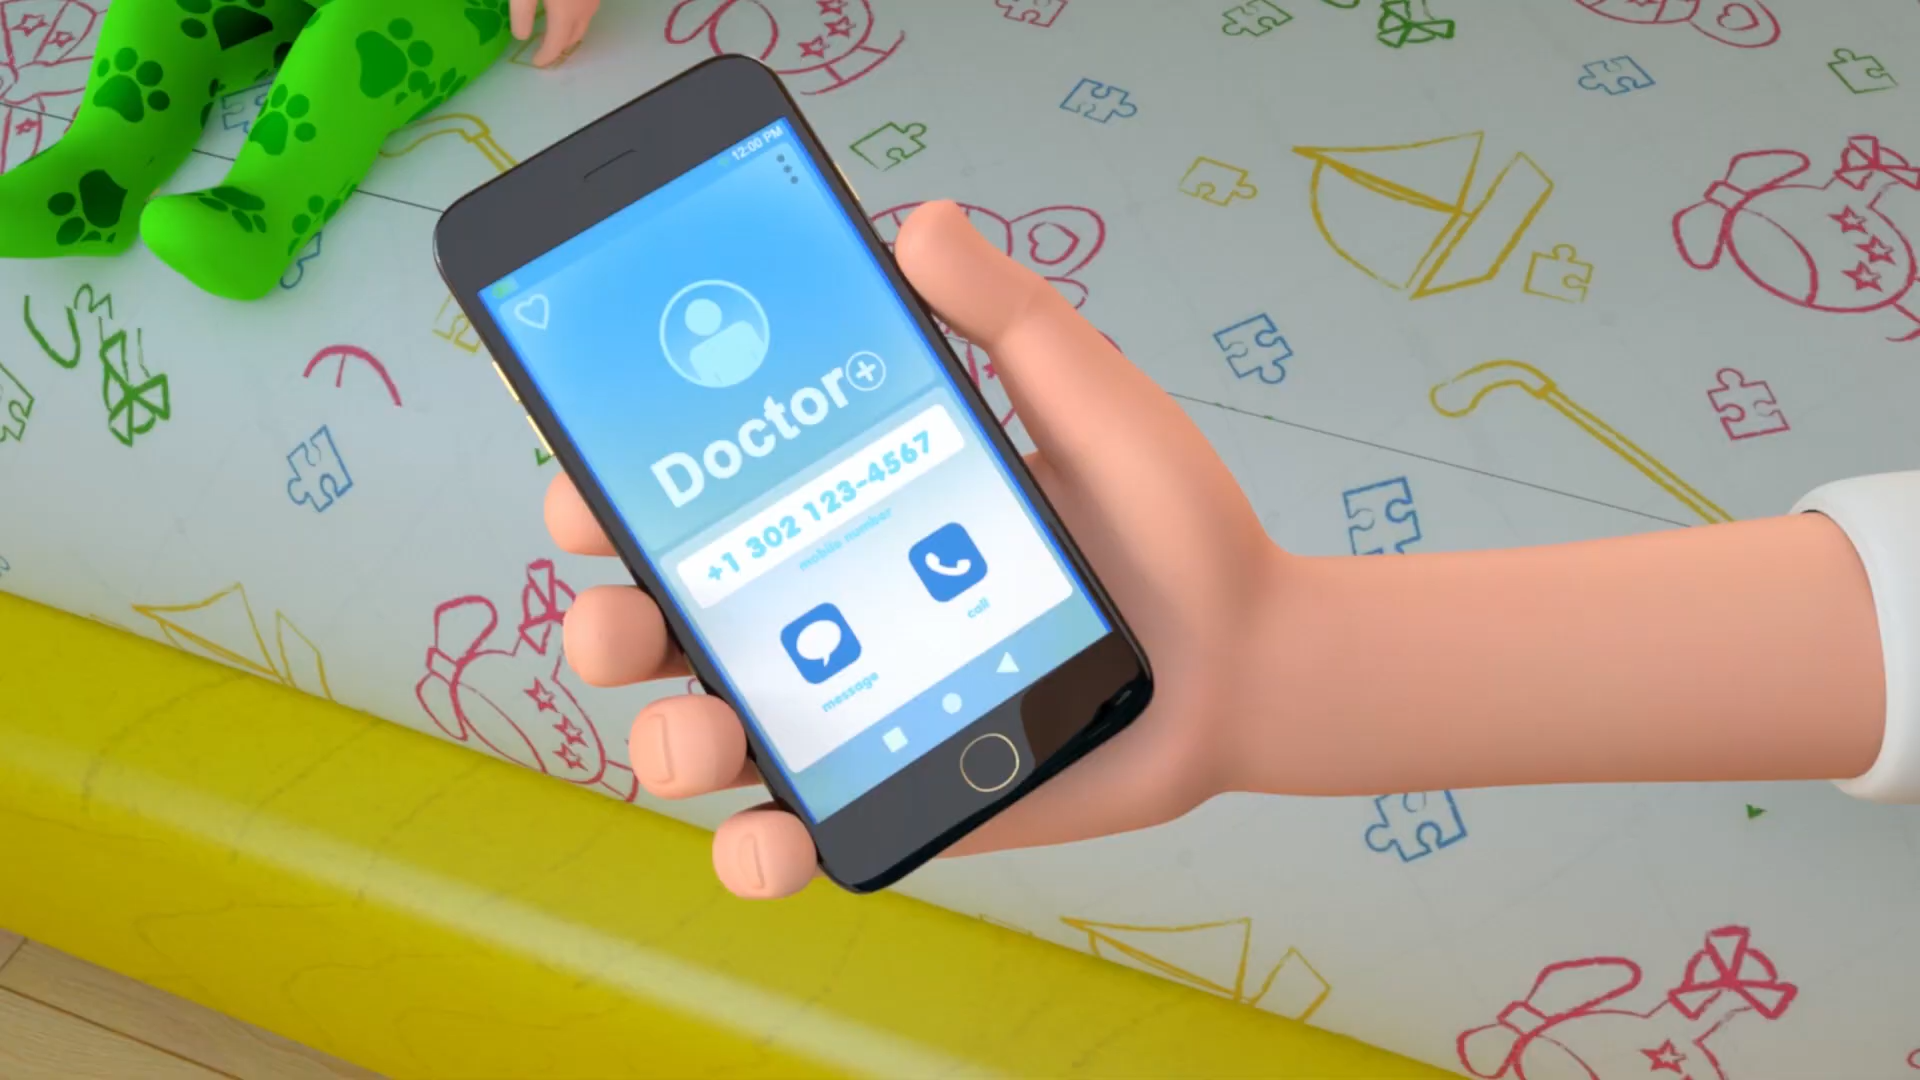 12:00 PM
Doctor
+1 302 123-4567
mobile number
message
call